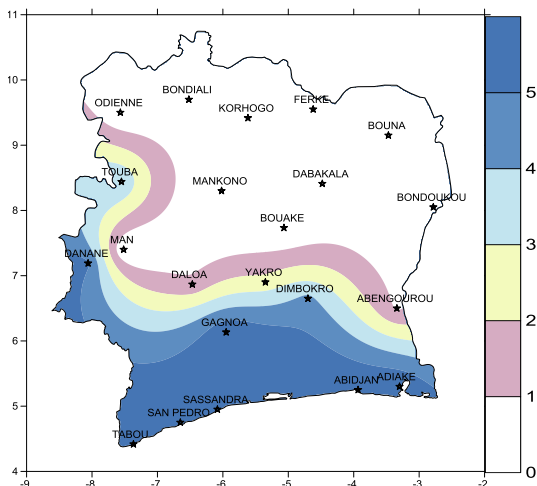 11
10
9
8
7
6
5
4
-9 -8 -7 -6 -5 -4 -3 -2
BONDIALI
ODIENNE
FERKE
KORHOGO
BOUNA
TOUBA
DABAKALA
MANKONO
BONDOUKOU
BOUAKE
MAN
DANANE
DALOA
YAKRO
DIMBOKRO
ABENGOUROU
GAGNOA
ABIDJAN
ADIAKE
SASSANDRA
SAN PEDRO
TABOU
5
4
3
2
1
0